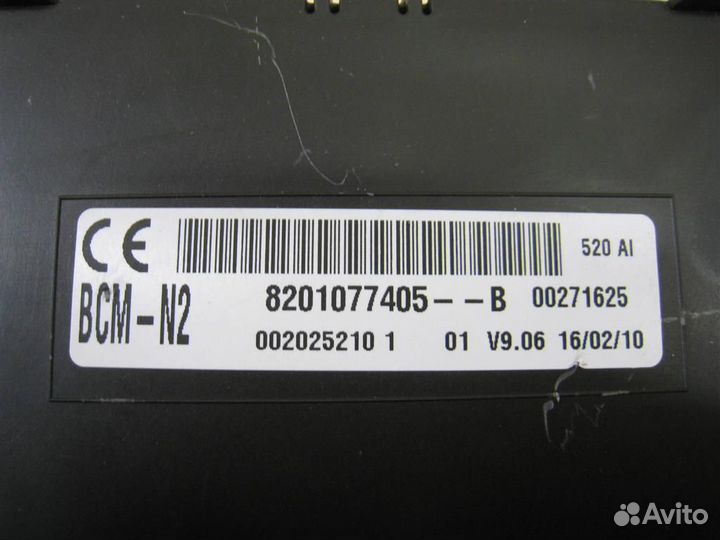 CE 520 AI
BCM-N2 8201077405--B 00271625
002025210 1 01 V9.06 16/02/10
Avito